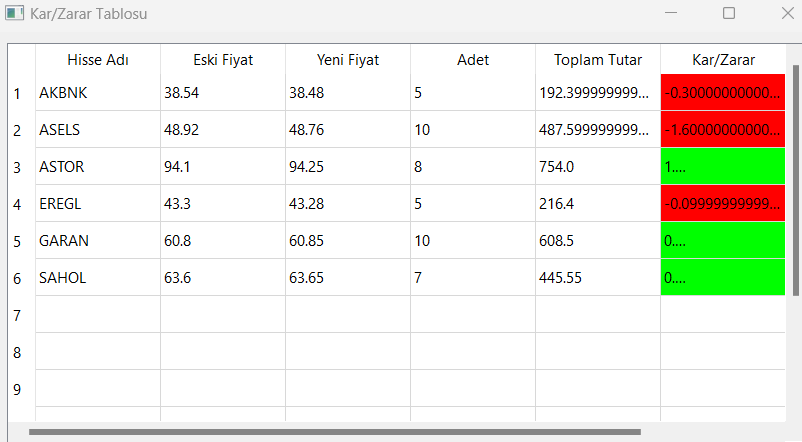 Kar/Zarar Tablosu
Hisse Adı Eski Fiyat Yeni Fiyat Adet Toplam Tutar Kar/Zarar
1 AKBNK 38.54 38.48 5 192.399999999... -0.30000000000...
2 ASELS 48.92 48.76 10 487.599999999... -1.60000000000...
3 ASTOR 94.1 94.25 8 754.0 1....
4 EREGL 43.3 43.28 5 216.4 -0.09999999999...
5 GARAN 60.8 60.85 10 608.5 0....
6 SAHOL 63.6 63.65 7 445.55 0....
7
8
9